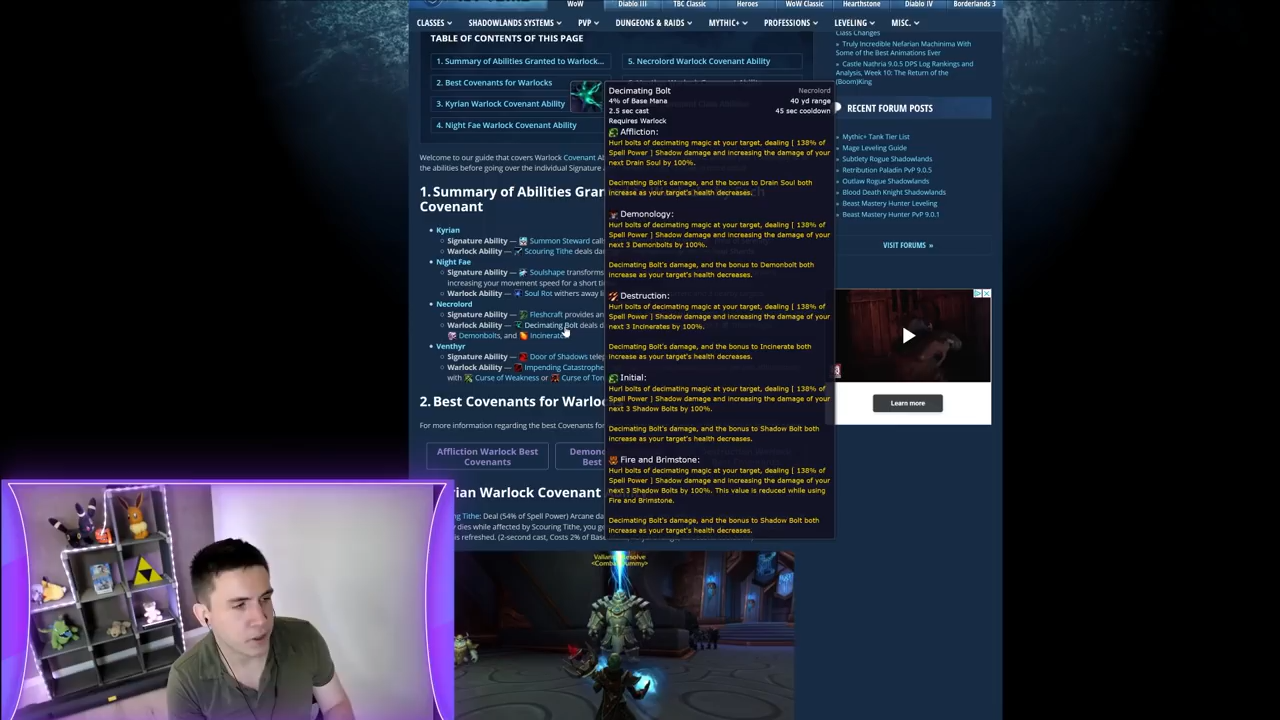 WoW
Diablo III
TBC Classic
Heroes
WoW Classic
Hearthstone
Diablo IV
Borderlands 3
CLASSES
SHADOWLANDS SYSTEMS
PVP
DUNGEONS & RAIDS
MYTHIC+
PROFESSIONS
LEVELING
MISC.
TABLE OF CONTENTS OF THIS PAGE
1. Summary of Abilities Granted to Warlock...
2. Best Covenants for Warlocks
3. Kyrian Warlock Covenant Ability
4. Night Fae Warlock Covenant Ability
5. Necrolord Warlock Covenant Ability
Welcome to our guide that covers Warlock Covenant Ab
the abilities before going over the individual Signature
1. Summary of Abilities Gran
Covenant
Kyrian
Signature Ability — Summon Steward call
Warlock Ability — Scouring Tithe deals da
Night Fae
Signature Ability — Soulshape transforms
increasing your movement speed for a short ti
Warlock Ability — Soul Rot withers away l
Necrolord
Signature Ability — Fleshcraft provides an
Warlock Ability — Decimating Bolt deals d
Demonbolts, and Incinerate
Venthyr
Signature Ability — Door of Shadows telep
Warlock Ability — Impending Catastrophe
with Curse of Weakness or Curse of Ton
2. Best Covenants for Warlo
For more information regarding the best Covenants fo
Affliction Warlock Best
Covenants
Demon
Best
rian Warlock Covenant
ng Tithe: Deal (54% of Spell Power) Arcane da
y dies while affected by Scouring Tithe, you g
is refreshed. (2-second cast, Costs 2% of Bas
Decimating Bolt
Necrolord
4% of Base Mana
40 yd range
2.5 sec cast
45 sec cooldown
Requires Warlock
Affliction:
Hurl bolts of decimating magic at your target, dealing [ 138% of
Spell Power ] Shadow damage and increasing the damage of your
next Drain Soul by 100%.
Decimating Bolt's damage, and the bonus to Drain Soul both
increase as your target's health decreases.
Demonology:
Hurl bolts of decimating magic at your target, dealing [ 138% of
Spell Power ] Shadow damage and increasing the damage of your
next 3 Demonbolts by 100%.
Decimating Bolt's damage, and the bonus to Demonbolt both
increase as your target's health decreases.
Destruction:
Hurl bolts of decimating magic at your target, dealing [ 138% of
Spell Power ] Shadow damage and increasing the damage of your
next 3 Incinerates by 100%.
Decimating Bolt's damage, and the bonus to Incinerate both
increase as your target's health decreases.
Initial:
Hurl bolts of decimating magic at your target, dealing [ 138% of
Spell Power ] Shadow damage and increasing the damage of your
next 3 Shadow Bolts by 100%.
Decimating Bolt's damage, and the bonus to Shadow Bolt both
increase as your target's health decreases.
Fire and Brimstone:
Hurl bolts of decimating magic at your target, dealing [ 138% of
Spell Power ] Shadow damage and increasing the damage of your
next 3 Shadow Bolts by 100%. This value is reduced while using
Fire and Brimstone.
Decimating Bolt's damage, and the bonus to Shadow Bolt both
increase as your target's health decreases.
<Combat Dummy>
Class Changes
Truly Incredible Nefarian Machinima With
Some of the Best Animations Ever
Castle Nathria 9.0.5 DPS Log Rankings and
Analysis, Week 10: The Return of the
(Boom)King
RECENT FORUM POSTS
Mythic+ Tank Tier List
Mage Leveling Guide
Subtlety Rogue Shadowlands
Retribution Paladin PvP 9.0.5
Outlaw Rogue Shadowlands
Blood Death Knight Shadowlands
Beast Mastery Hunter Leveling
Beast Mastery Hunter PvP 9.0.1
VISIT FORUMS »
Learn more